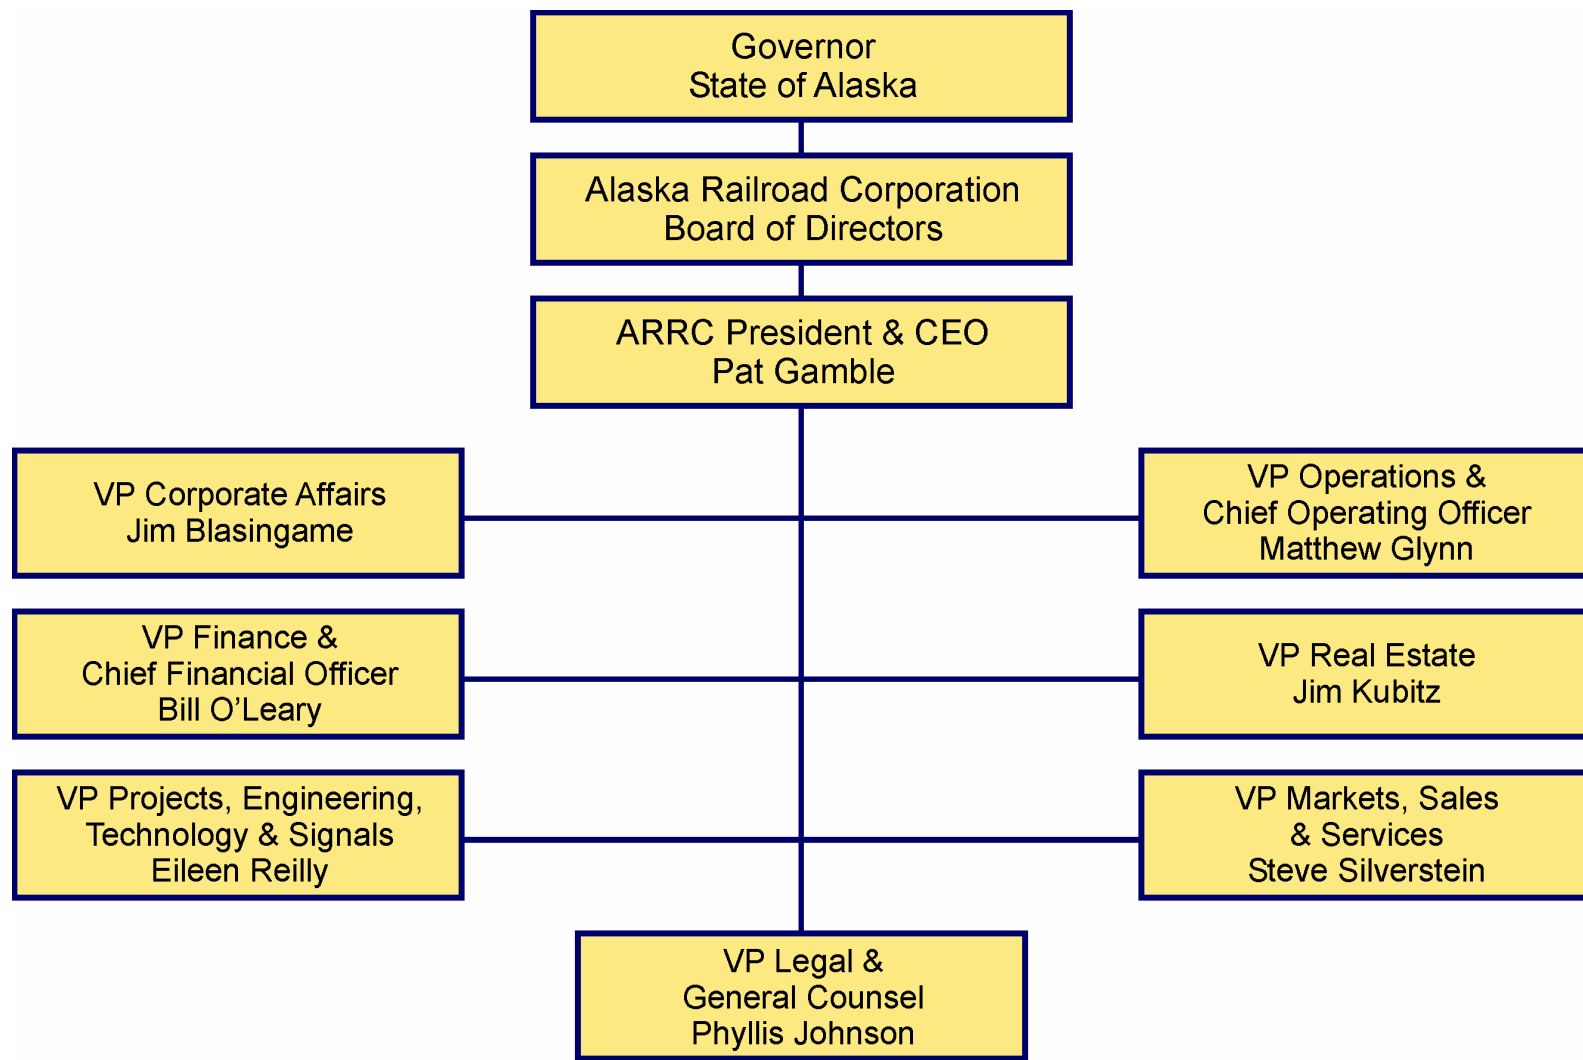 Governor
State of Alaska
Alaska Railroad Corporation
Board of Directors
ARRC President & CEO
Pat Gamble
VP Corporate Affairs
Jim Blasingame
VP Operations &
Chief Operating Officer
Matthew Glynn
VP Finance &
Chief Financial Officer
Bill O’Leary
VP Real Estate
Jim Kubitz
VP Projects, Engineering,
Technology & Signals
Eileen Reilly
VP Markets, Sales
& Services
Steve Silverstein
VP Legal &
General Counsel
Phyllis Johnson